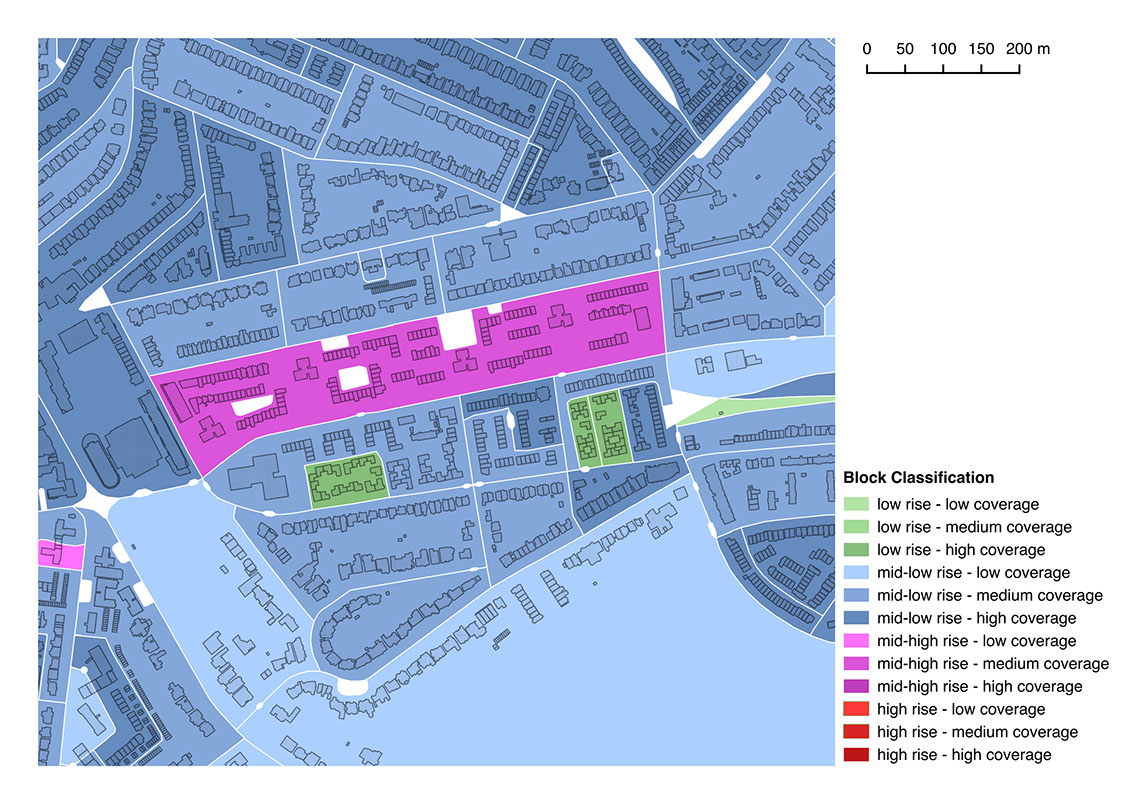 0 50 100 150 200 m
Block Classification
low rise - low coverage
low rise - medium coverage
low rise - high coverage
mid-low rise - low coverage
mid-low rise - medium coverage
mid-low rise - high coverage
mid-high rise - low coverage
mid-high rise - medium coverage
mid-high rise - high coverage
high rise - low coverage
high rise - medium coverage
high rise - high coverage